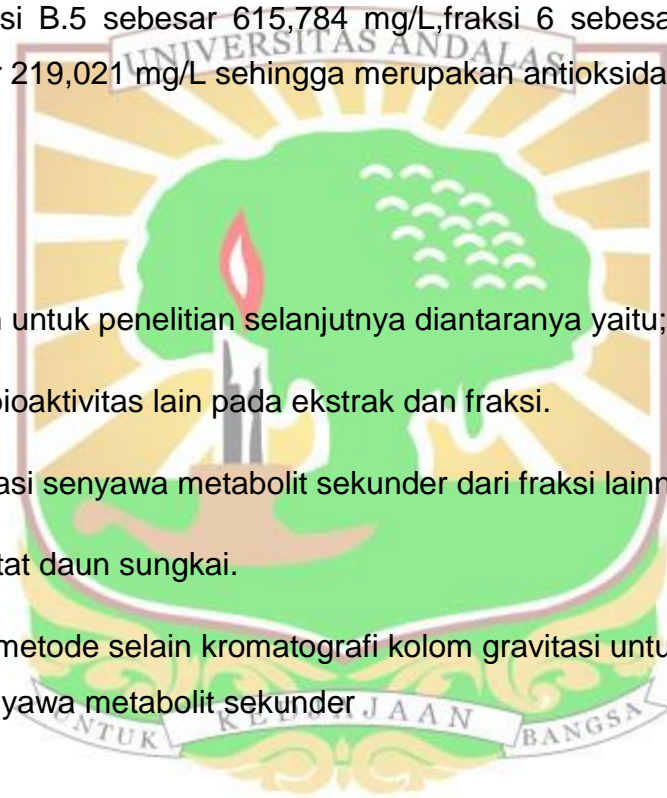 si B.5 sebesar 615,784 mg/L,fraksi 6 sebesa
UNIVERSITAS ANDALAS
219,021 mg/L sehingga merupakan antioksida
untuk penelitian selanjutnya diantaranya yaitu;
bioaktivitas lain pada ekstrak dan fraksi.
asi senyawa metabolit sekunder dari fraksi lainn
tat daun sungkai.
metode selain kromatografi kolom gravitasi untu
yawa metabolit sekunder
UNTUK KEDJAJAAN BANGSA